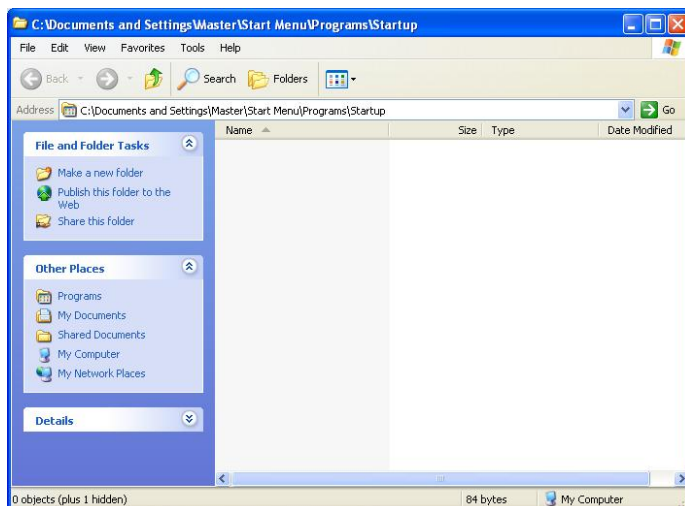 C:\Documents and Settings\Master\Start Menu\Programs\Startup
File Edit View Favorites Tools Help
Back Search Folders
Address C:\Documents and Settings\Master\Start Menu\Programs\Startup Go
Name Size Type Date Modified
File and Folder Tasks
Make a new folder
Publish this folder to the
Web
Share this folder
Other Places
Programs
My Documents
Shared Documents
My Computer
My Network Places
Details
0 objects (plus 1 hidden) 84 bytes My Computer